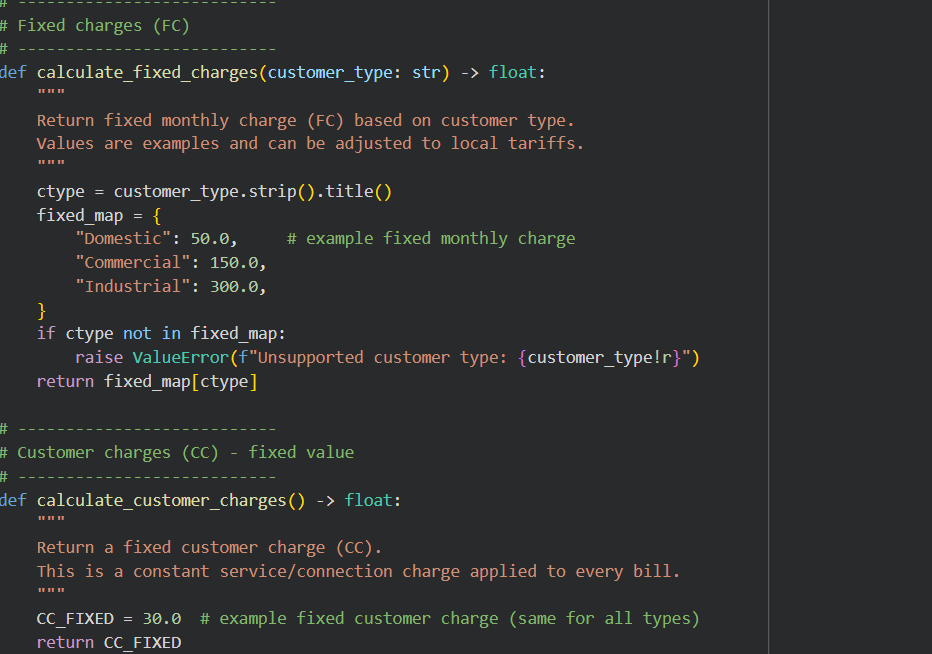 # ---------------------------
# Fixed charges (FC)
# ---------------------------
def calculate_fixed_charges(customer_type: str) -> float:
    """
    Return fixed monthly charge (FC) based on customer type.
    Values are examples and can be adjusted to local tariffs.
    """
    ctype = customer_type.strip().title()
    fixed_map = {
        "Domestic": 50.0,     # example fixed monthly charge
        "Commercial": 150.0,
        "Industrial": 300.0,
    }
    if ctype not in fixed_map:
        raise ValueError(f"Unsupported customer type: {customer_type!r}")
    return fixed_map[ctype]

# ---------------------------
# Customer charges (CC) - fixed value
# ---------------------------
def calculate_customer_charges() -> float:
    """
    Return a fixed customer charge (CC).
    This is a constant service/connection charge applied to every bill.
    """
    CC_FIXED = 30.0  # example fixed customer charge (same for all types)
    return CC_FIXED